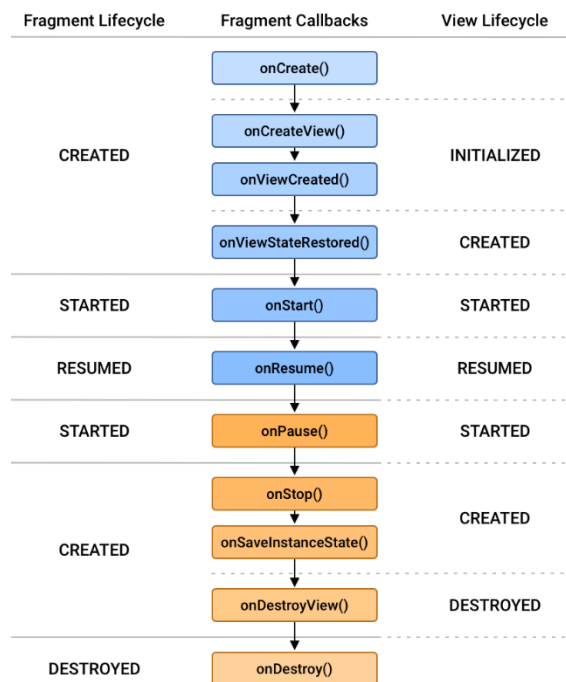 Fragment Lifecycle Fragment Callbacks View Lifecycle
onCreate()
onCreateView()
CREATED INITIALIZED
onViewCreated()
onViewStateRestored() CREATED
STARTED onStart() STARTED
RESUMED onResume() RESUMED
STARTED onPause() STARTED
onStop()
CREATED
onSaveInstanceState()
CREATED
onDestroyView() DESTROYED
DESTROYED onDestroy()